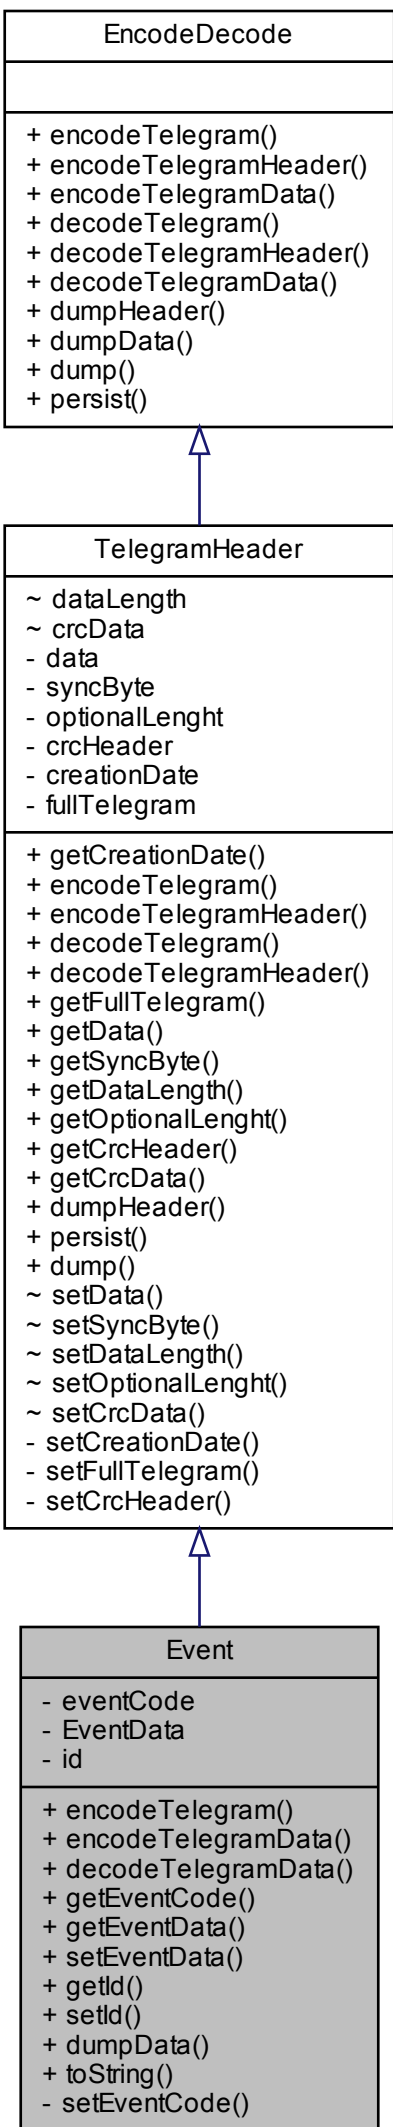 EncodeDecode
+ encodeTelegram()
+ encodeTelegramHeader()
+ encodeTelegramData()
+ decodeTelegram()
+ decodeTelegramHeader()
+ decodeTelegramData()
+ dumpHeader()
+ dumpData()
+ dump()
+ persist()
TelegramHeader
~ dataLength
~ crcData
- data
- syncByte
- optionalLenght
- crcHeader
- creationDate
- fullTelegram
+ getCreationDate()
+ encodeTelegram()
+ encodeTelegramHeader()
+ decodeTelegram()
+ decodeTelegramHeader()
+ getFullTelegram()
+ getData()
+ getSyncByte()
+ getDataLength()
+ getOptionalLenght()
+ getCrcHeader()
+ getCrcData()
+ dumpHeader()
+ persist()
+ dump()
~ setData()
~ setSyncByte()
~ setDataLength()
~ setOptionalLenght()
~ setCrcData()
- setCreationDate()
- setFullTelegram()
- setCrcHeader()
Event
- eventCode
- EventData
- id
+ encodeTelegram()
+ encodeTelegramData()
+ decodeTelegramData()
+ getEventCode()
+ getEventData()
+ setEventData()
+ getId()
+ setId()
+ dumpData()
+ toString()
- setEventCode()